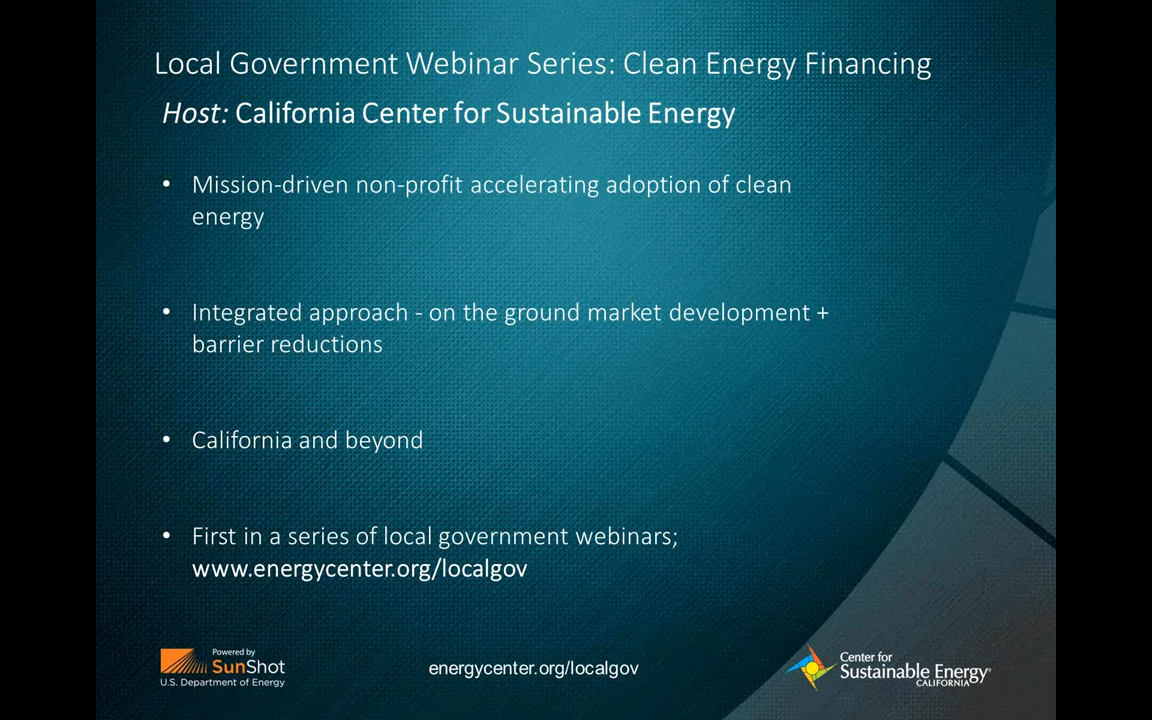 Local Government Webinar Series: Clean Energy Financing
Host: California Center for Sustainable Energy
• Mission-driven non-profit accelerating adoption of clean
energy
• Integrated approach - on the ground market development +
barrier reductions
• California and beyond
• First in a series of local government webinars;
www.energycenter.org/localgov
Powered by
SunShot
U.S. Department of Energy
energycenter.org/localgov
Center for
Sustainable Energy®
CALIFORNIA